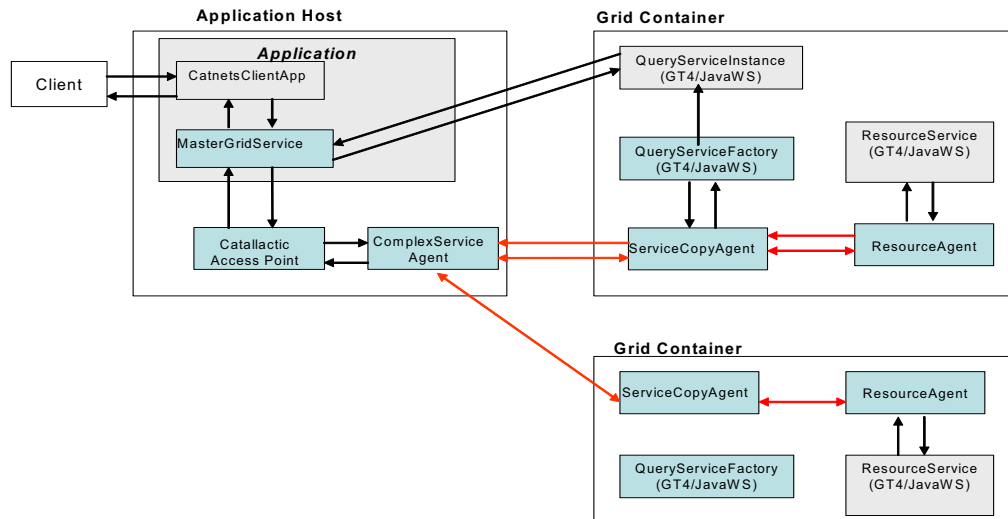 Application Host
Grid Container
Application
Client
CatnetsClientApp
MasterGridService
Catallactic
Access Point
ComplexService
Agent
QueryServiceInstance
(GT4/JavaWS)
QueryServiceFactory
(GT4/JavaWS)
ResourceService
(GT4/JavaWS)
ServiceCopyAgent
ResourceAgent
Grid Container
ServiceCopyAgent
ResourceAgent
QueryServiceFactory
(GT4/JavaWS)
ResourceService
(GT4/JavaWS)